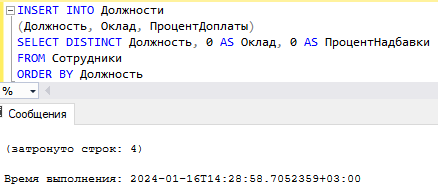 INSERT INTO Должности
(Должность, Оклад, ПроцентДоплаты)
SELECT DISTINCT Должность, 0 AS Оклад, 0 AS ПроцентНадбавки
FROM Сотрудники
ORDER BY Должность
%
Сообщения
(затронуто строк: 4)
Время выполнения: 2024-01-16T14:28:58.7052359+03:00